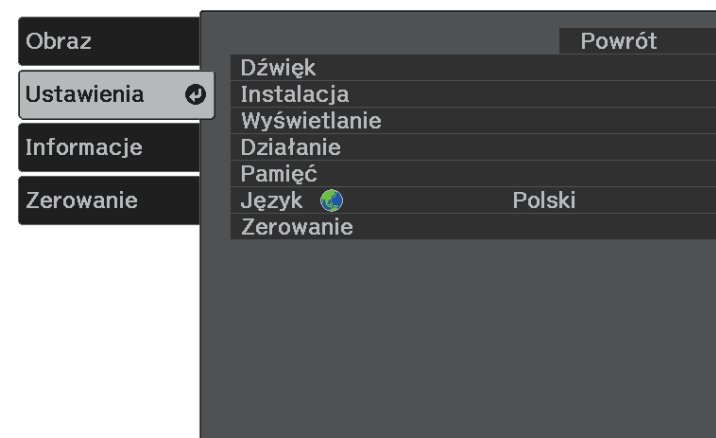 Obraz
Ustawienia
Informacje
Zerowanie
Powrót
Dźwięk
Instalacja
Wyświetlanie
Działanie
Pamięć
Język Polski
Zerowanie